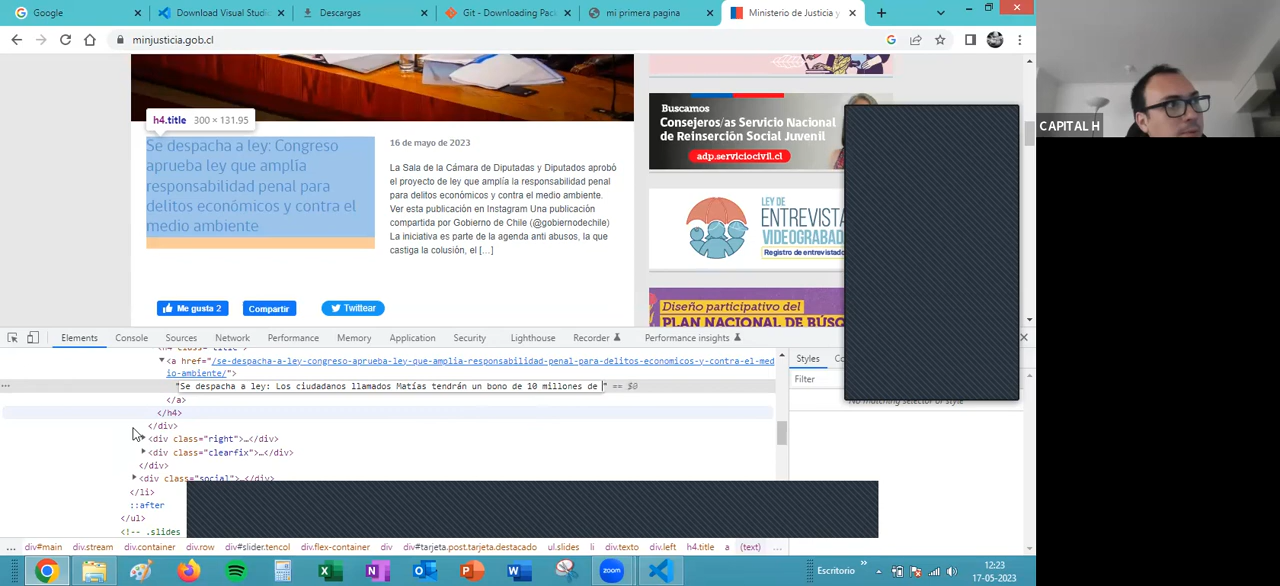 Google
Download Visual Studi
Descargas
Git - Downloading Pack
mi primera pagina
Ministerio de Justicia y
minjusticia.gob.cl
h4.title 300 × 131.95
Se despacha a ley: Congreso
aprueba ley que amplía
responsabilidad penal para
delitos económicos y contra el
medio ambiente
16 de mayo de 2023
La Sala de la Cámara de Diputadas y Diputados aprobó
el proyecto de ley que amplía la responsabilidad penal
para delitos económicos y contra el medio ambiente.
Ver esta publicación en Instagram Una publicación
compartida por Gobierno de Chile (@gobiernodechile)
La iniciativa es parte de la agenda anti abusos, la que
castiga la colusión, el […]
Me gusta 2
Compartir
Twittear
Buscamos
Consejeros/as Servicio Nacional
de Reinserción Social Juvenil
adp.serviciocivil.cl
LEY DE
ENTREVISTA
VIDEOGRABAD
Registro de entrevistado
Diseño participativo del
PLAN NACIONAL DE BÚSQ
CAPITAL H
Elements Console Sources Network Performance Memory Application Security Lighthouse Recorder Performance insights
<a href="/se-despacha-a-ley-congreso-aprueba-ley-que-amplia-responsabilidad-penal-para-delitos-economicos-y-contra-el-med
io-ambiente/">
"Se despacha a ley: Los ciudadanos llamados Matías tendrán un bono de 10 millones de " == $0
</a>
</h4>
</div>
<div class="right">…</div>
<div class="clearfix">…</div>
</div>
<div class="social">…</div>
</li>
::after
</ul>
<!-- .slides
Styles Co
Filter
No matching selector or style
... div#main div.stream div.container div.row div#slider.tencol div.flex-container div div#tarjeta.post.tarjeta.destacado ul.slides li div.texto div.left h4.title a (text) ...
zoom
Escritorio »
12:23
17-05-2023